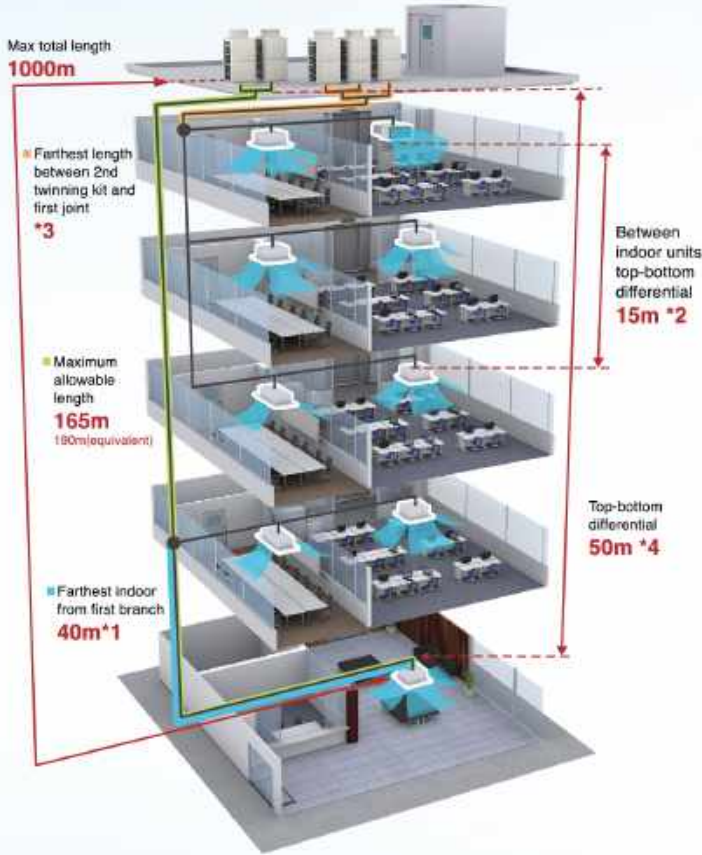 Max total length
1000m
Farthest length
between 2nd
twinning kit and
first joint
*3
Between
indoor units
top-bottom
differential
15m *2
Maximum
allowable
length
165m
190m(equivalent)
Top-bottom
differential
50m *4
Farthest indoor
from first branch
40m*1